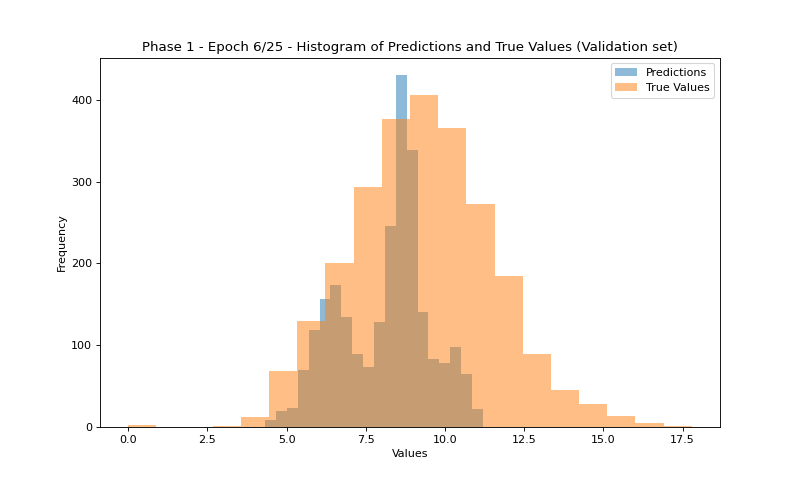 Phase 1 - Epoch 6/25 - Histogram of Predictions and True Values (Validation set)
Predictions
True Values
400
300
200
100
0
Frequency
0.0 2.5 5.0 7.5 10.0 12.5 15.0 17.5
Values